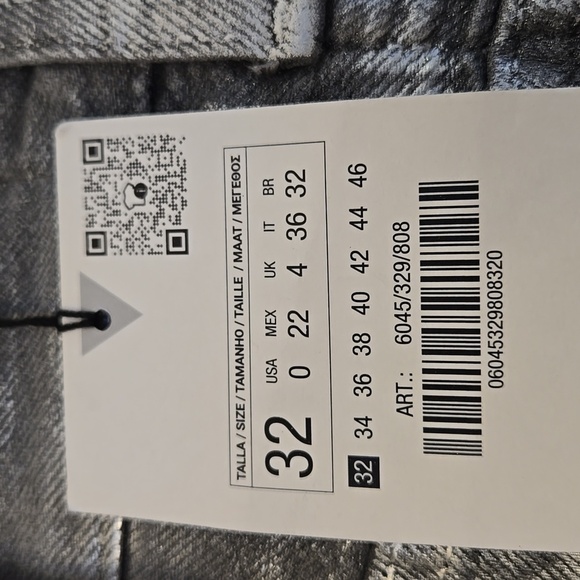 TALLA / SIZE / TAMANHO / TAILLE / MAAT / ΜΕΓΕΘΟΣ
32
USA MEX UK IT BR
0 22 4 36 32
32 34 36 38 40 42 44 46
ART.: 6045/329/808
06045329808320